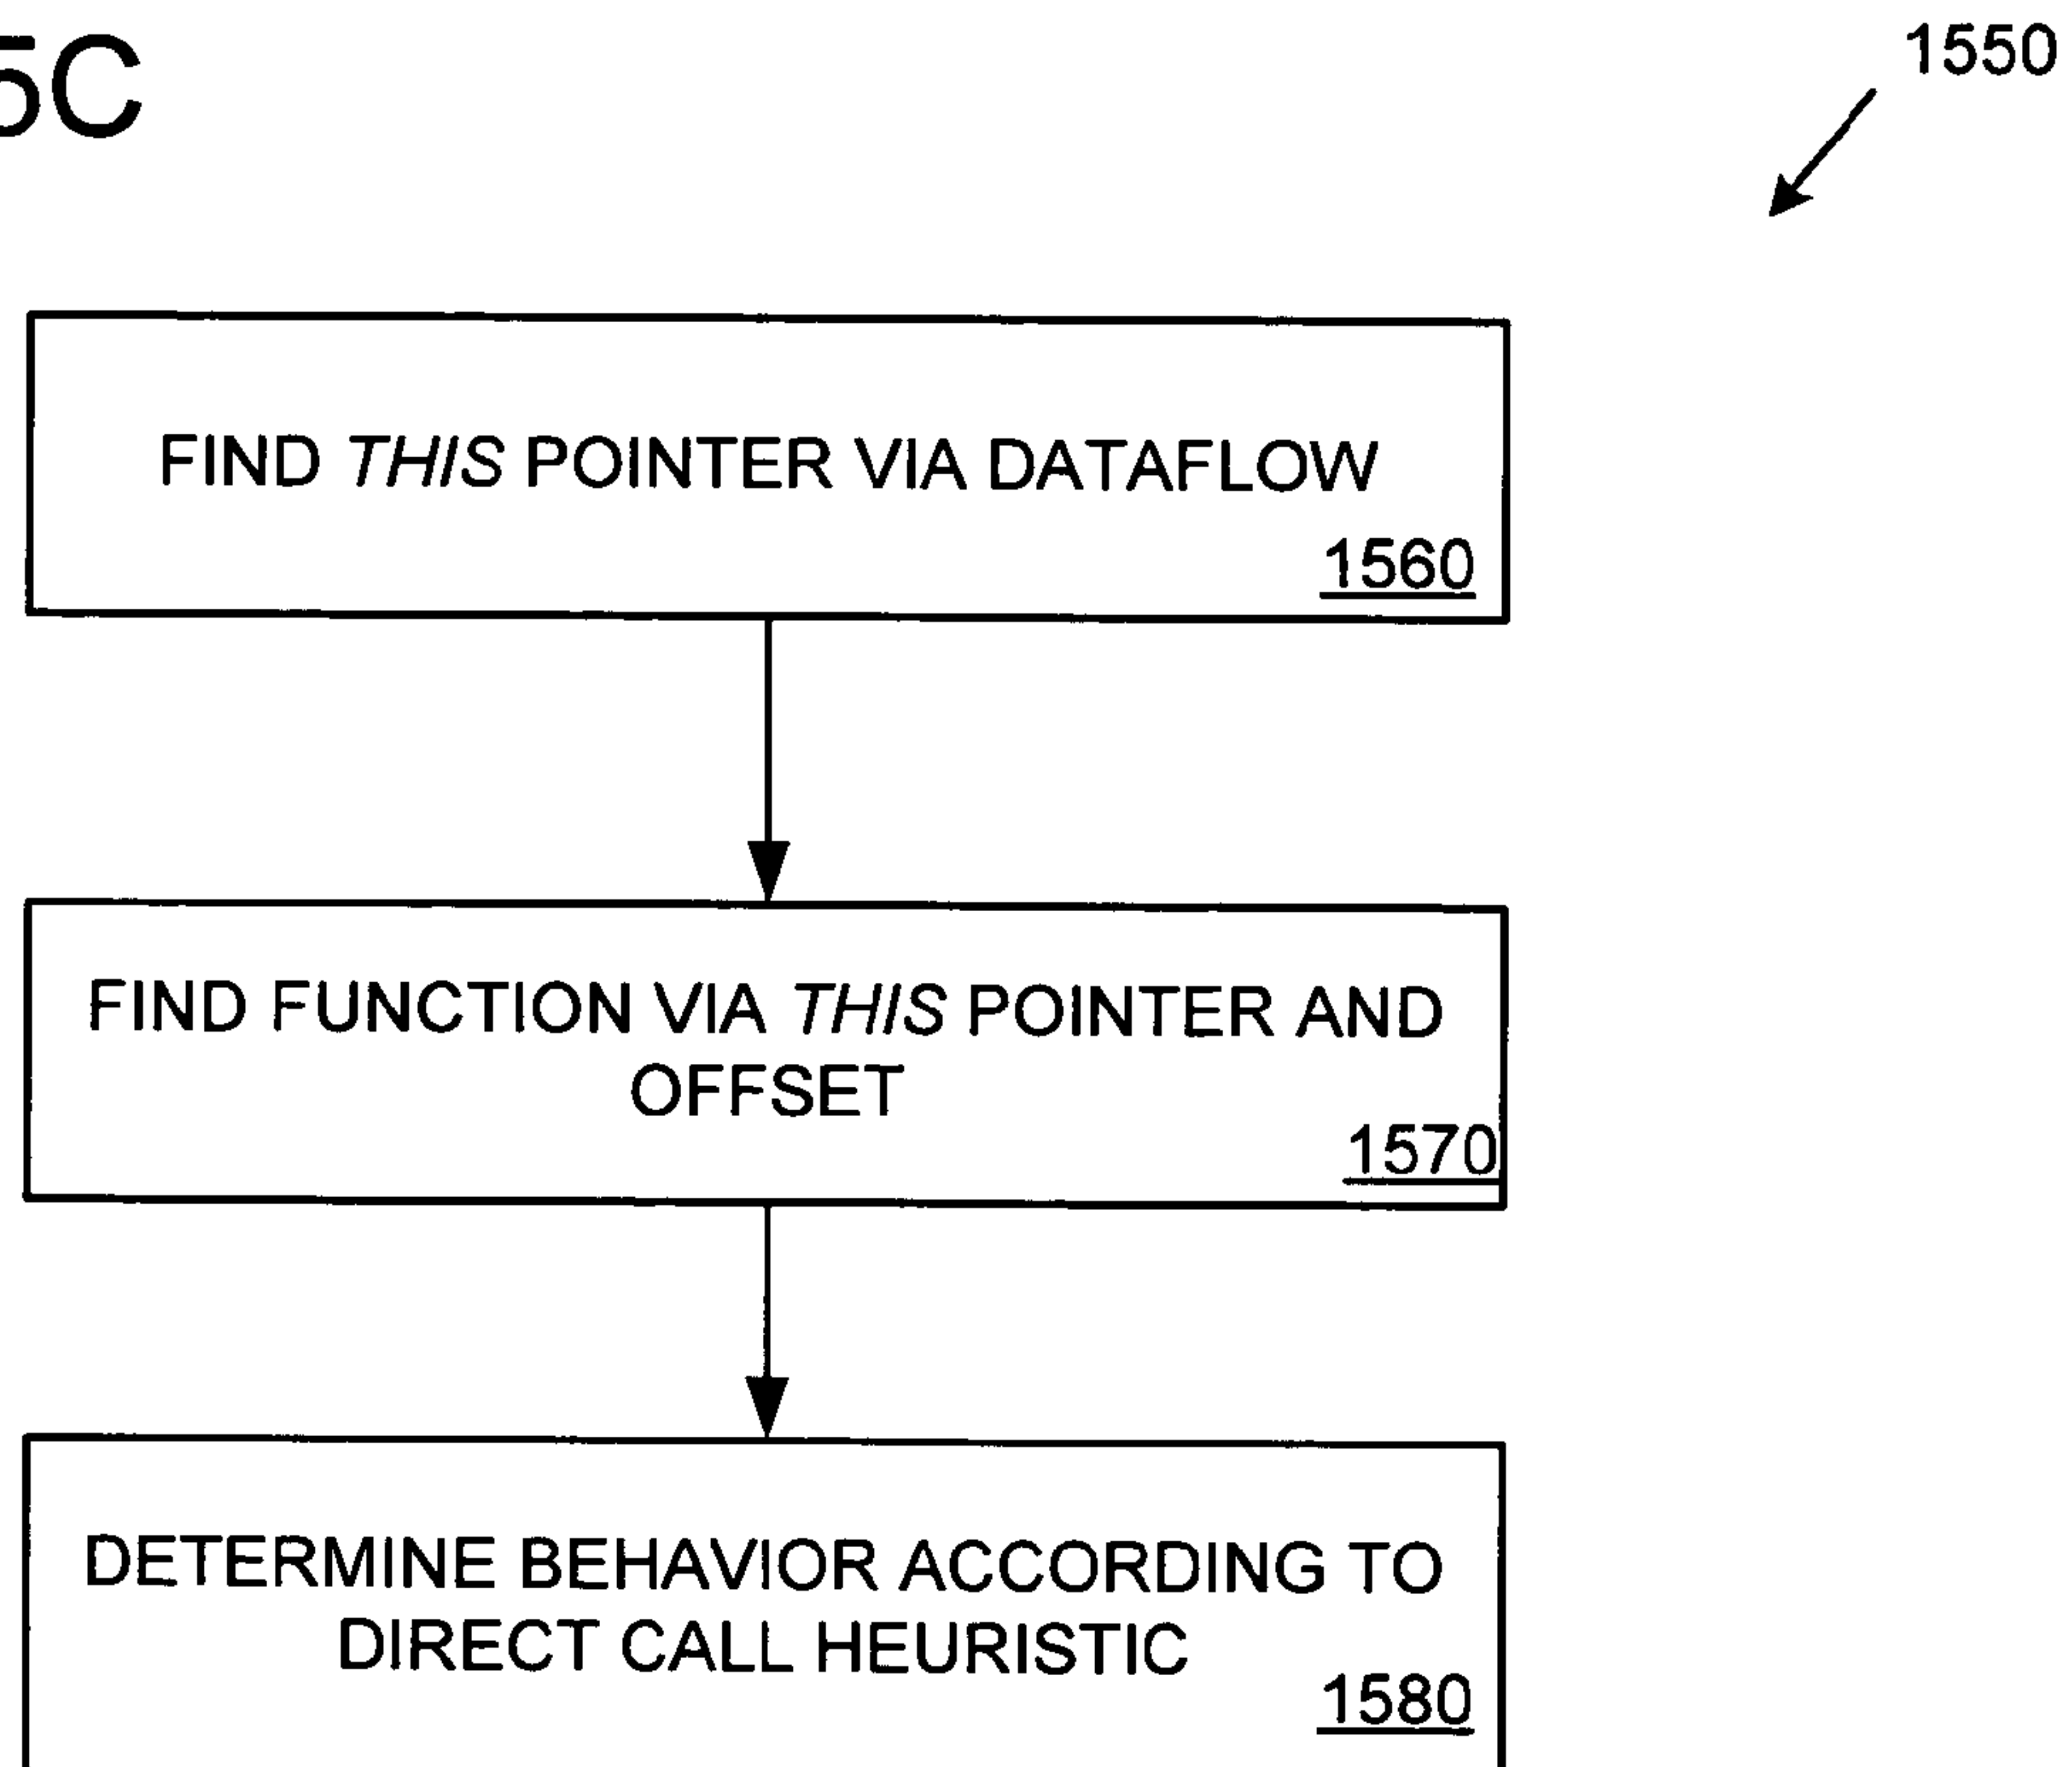 5C
1550
FIND THIS POINTER VIA DATAFLOW
1560
FIND FUNCTION VIA THIS POINTER AND
OFFSET
1570
DETERMINE BEHAVIOR ACCORDING TO
DIRECT CALL HEURISTIC
1580